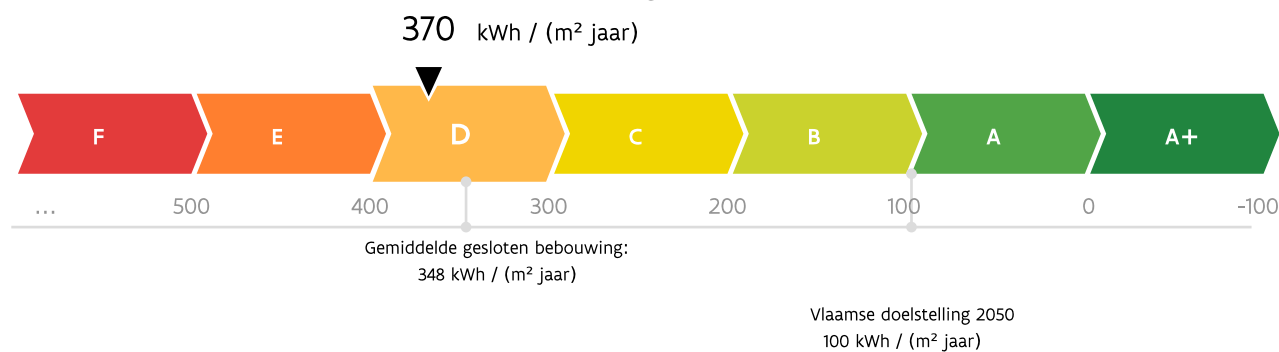 370 kWh / (m² jaar)
F E D C B A A+
... 500 400 300 200 100 0 -100
Gemiddelde gesloten bebouwing:
348 kWh / (m² jaar)
Vlaamse doelstelling 2050
100 kWh / (m² jaar)